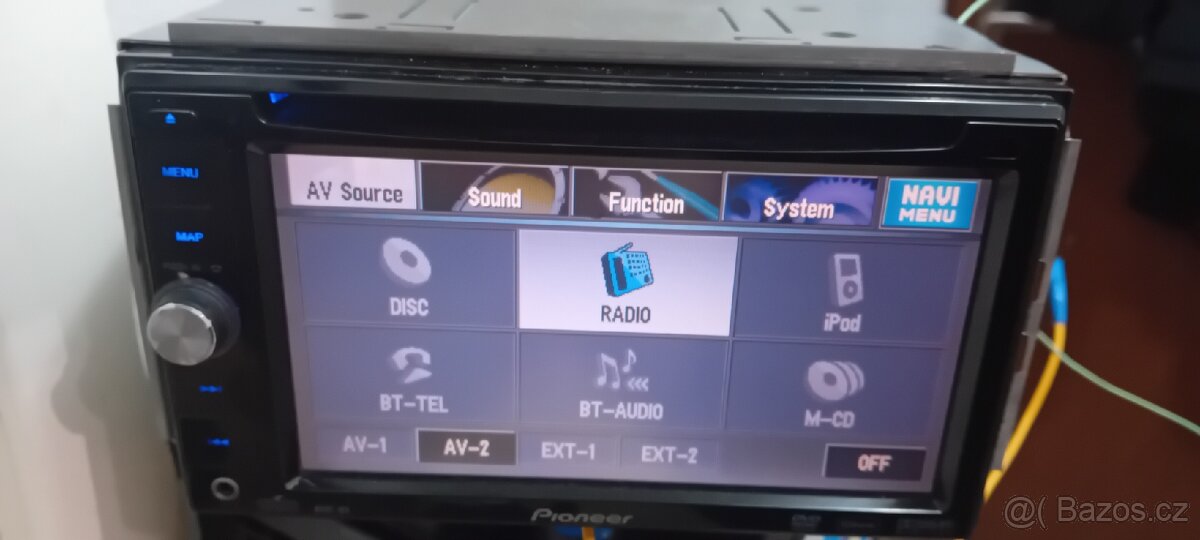 MENU
MAP
AV Source Sound Function System NAVI MENU
DISC RADIO iPod
BT-TEL BT-AUDIO M-CD
AV-1 AV-2 EXT-1 EXT-2 OFF
Pioneer
@( Bazos.cz